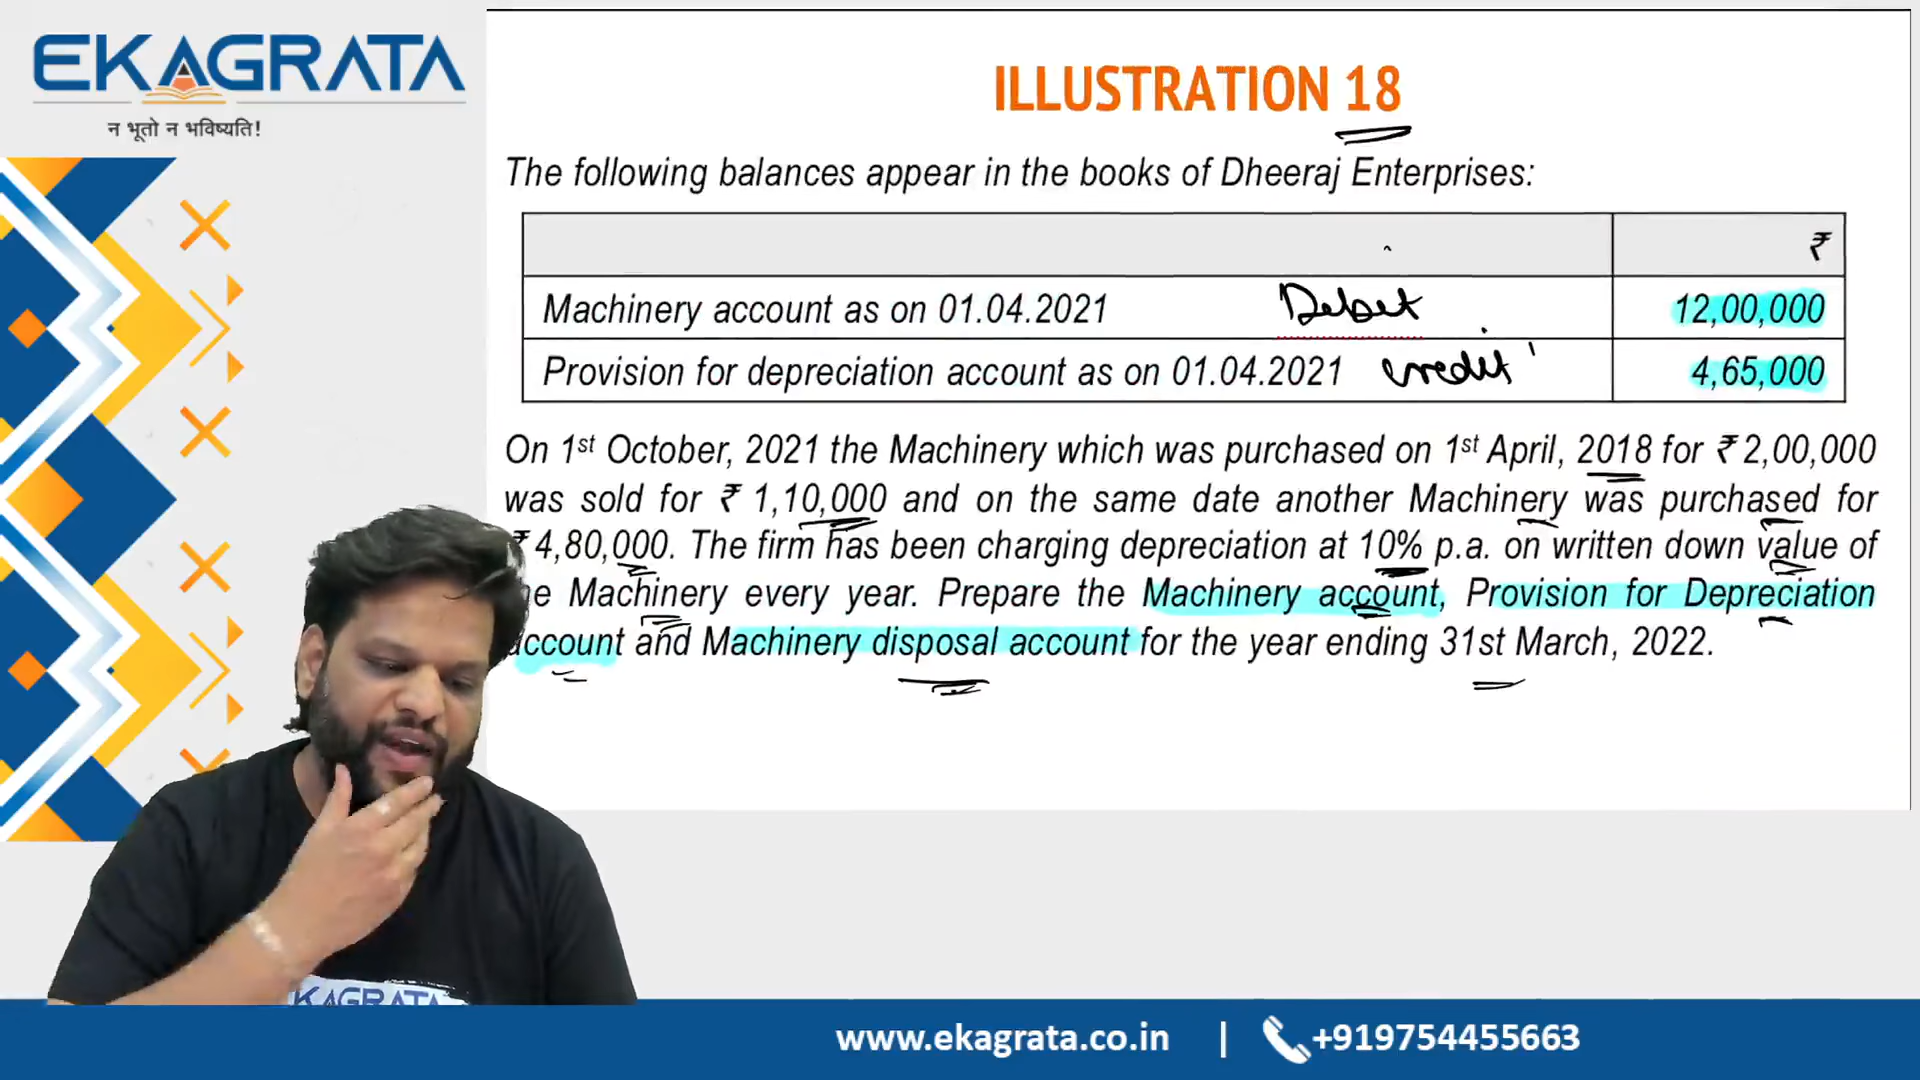 EKAGRATA
न भूतो न भविष्यति!
ILLUSTRATION 18
The following balances appear in the books of Dheeraj Enterprises:
₹
Machinery account as on 01.04.2021 Debet 12,00,000
Provision for depreciation account as on 01.04.2021 credit 4,65,000
On 1st October, 2021 the Machinery which was purchased on 1st April, 2018 for ₹ 2,00,000
was sold for ₹ 1,10,000 and on the same date another Machinery was purchased for
₹ 4,80,000. The firm has been charging depreciation at 10% p.a. on written down value of
Machinery every year. Prepare the Machinery account, Provision for Depreciation
account and Machinery disposal account for the year ending 31st March, 2022.
KAGRATA
www.ekagrata.co.in | +919754455663